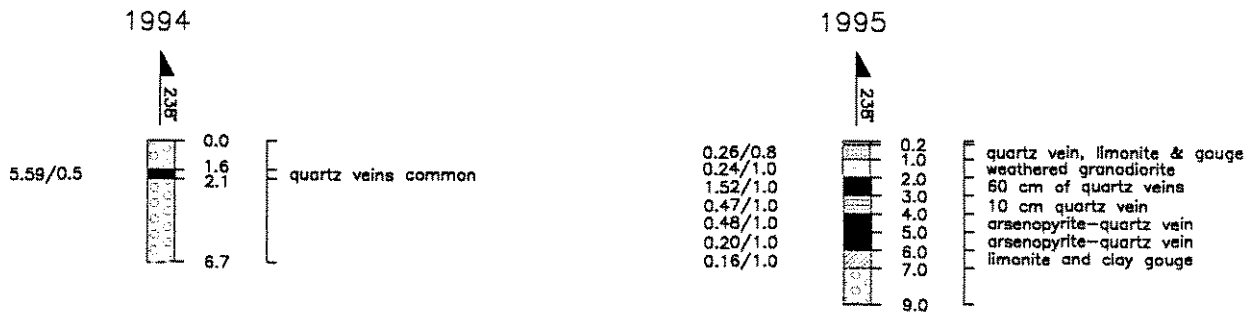 1994
238°
0.0
5.59/0.5
1.6
2.1
quartz veins common
6.7
1995
238°
0.2
0.26/0.8 quartz vein, limonite & gouge
1.0
0.24/1.0 weathered granodiorite
2.0
1.52/1.0 60 cm of quartz veins
3.0
0.47/1.0 10 cm quartz vein
4.0
0.48/1.0 arsenopyrite-quartz vein
5.0
0.20/1.0 arsenopyrite-quartz vein
6.0
0.16/1.0 limonite and clay gouge
7.0
9.0